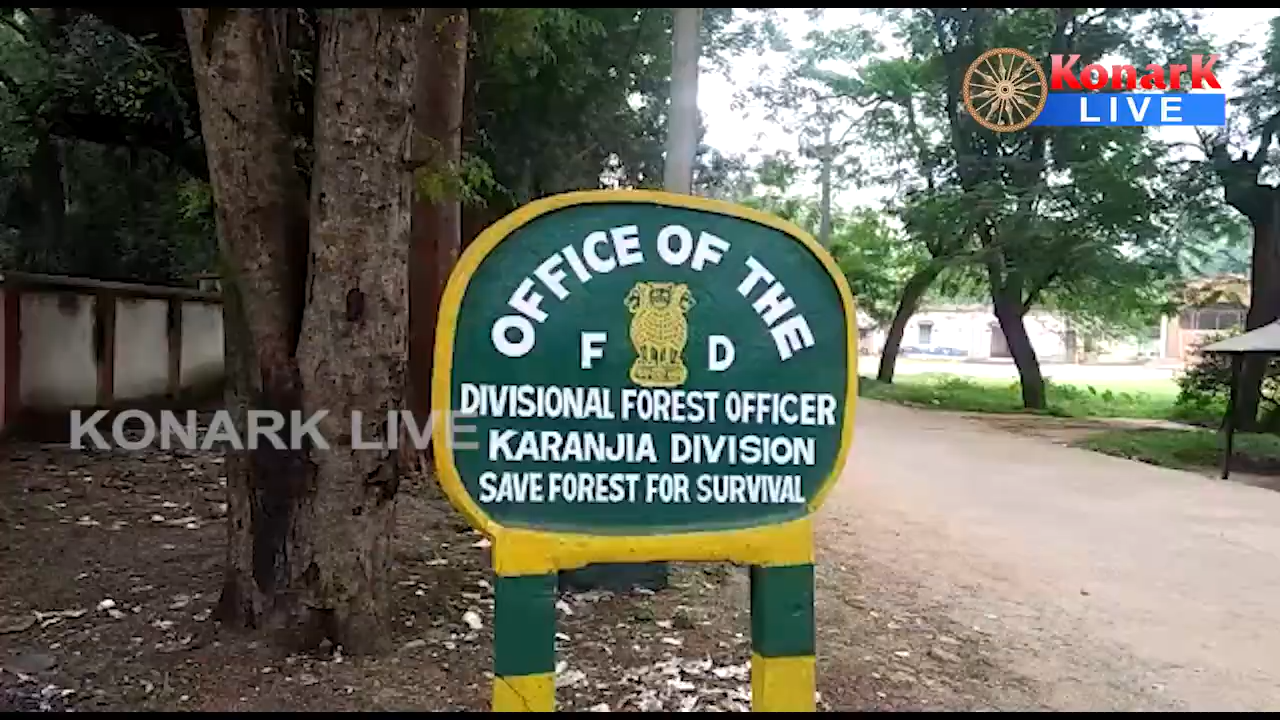 KonarK
LIVE
OFFICE OF THE
F D
DIVISIONAL FOREST OFFICER
KARANJIA DIVISION
SAVE FOREST FOR SURVIVAL
KONARK LIVE